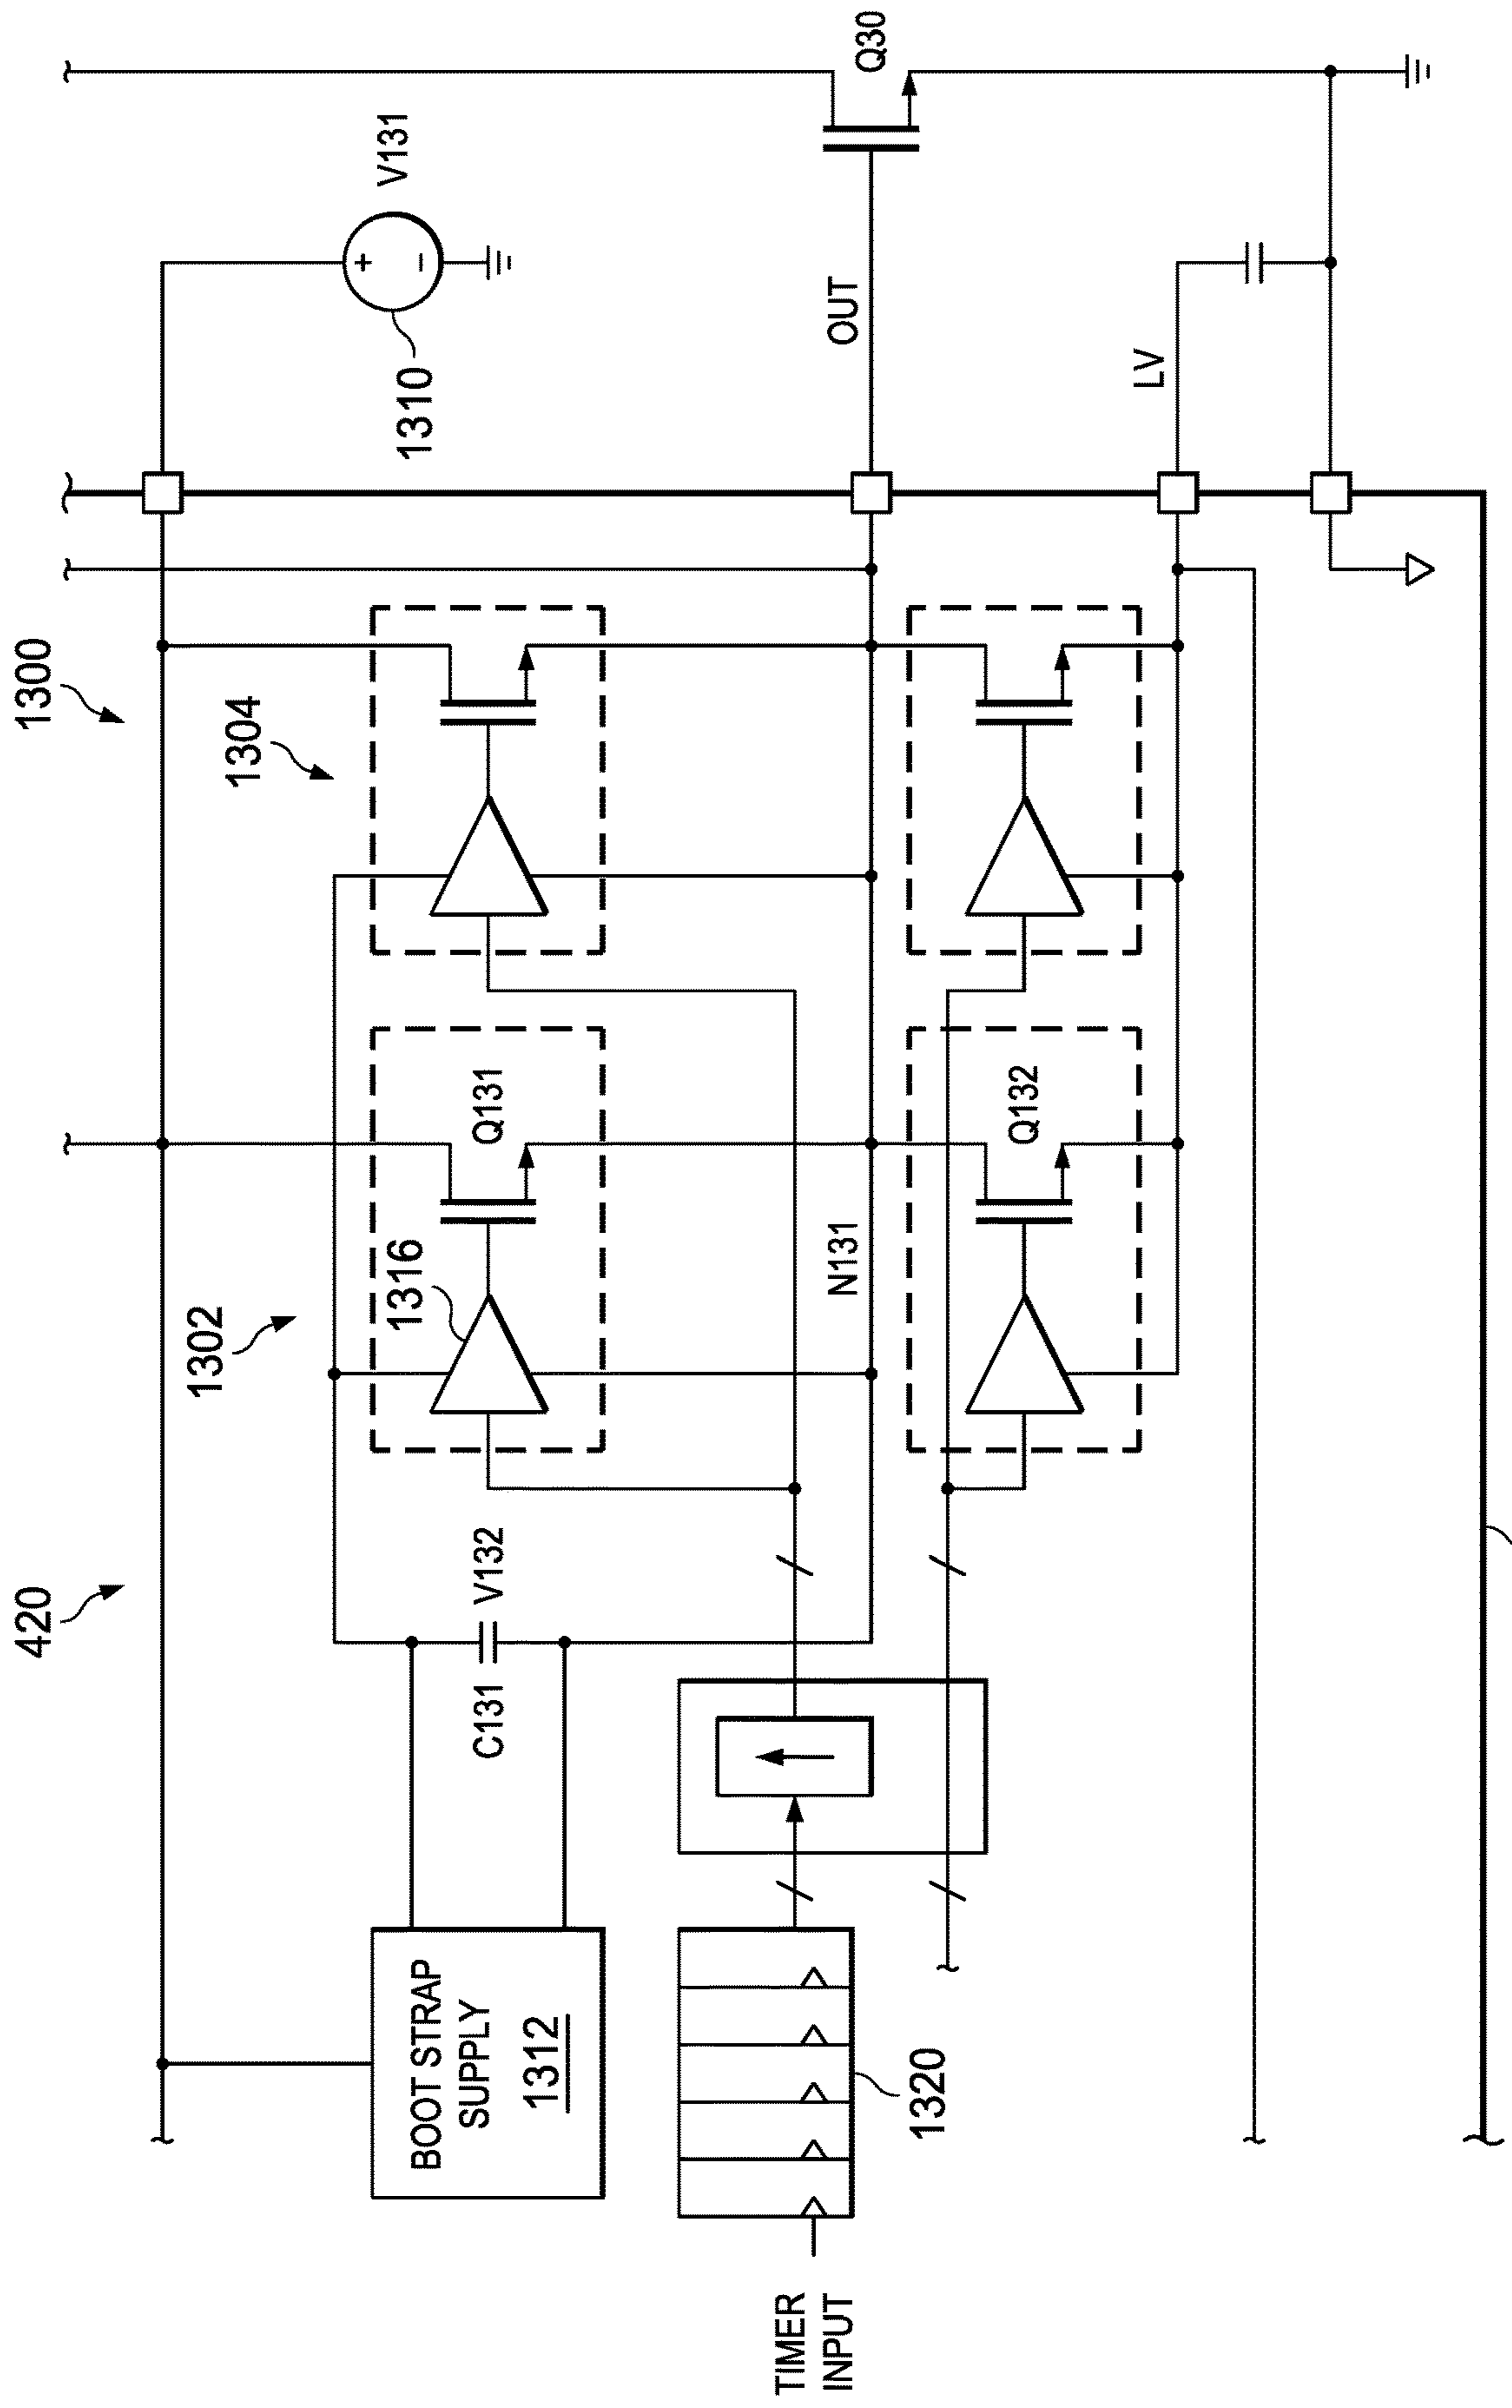 420
1300
1302
1304
BOOT STRAP
SUPPLY
1312
C131
V132
1316
Q131
V131
1310
TIMER
INPUT
1320
N131
OUT
Q30
Q132
LV